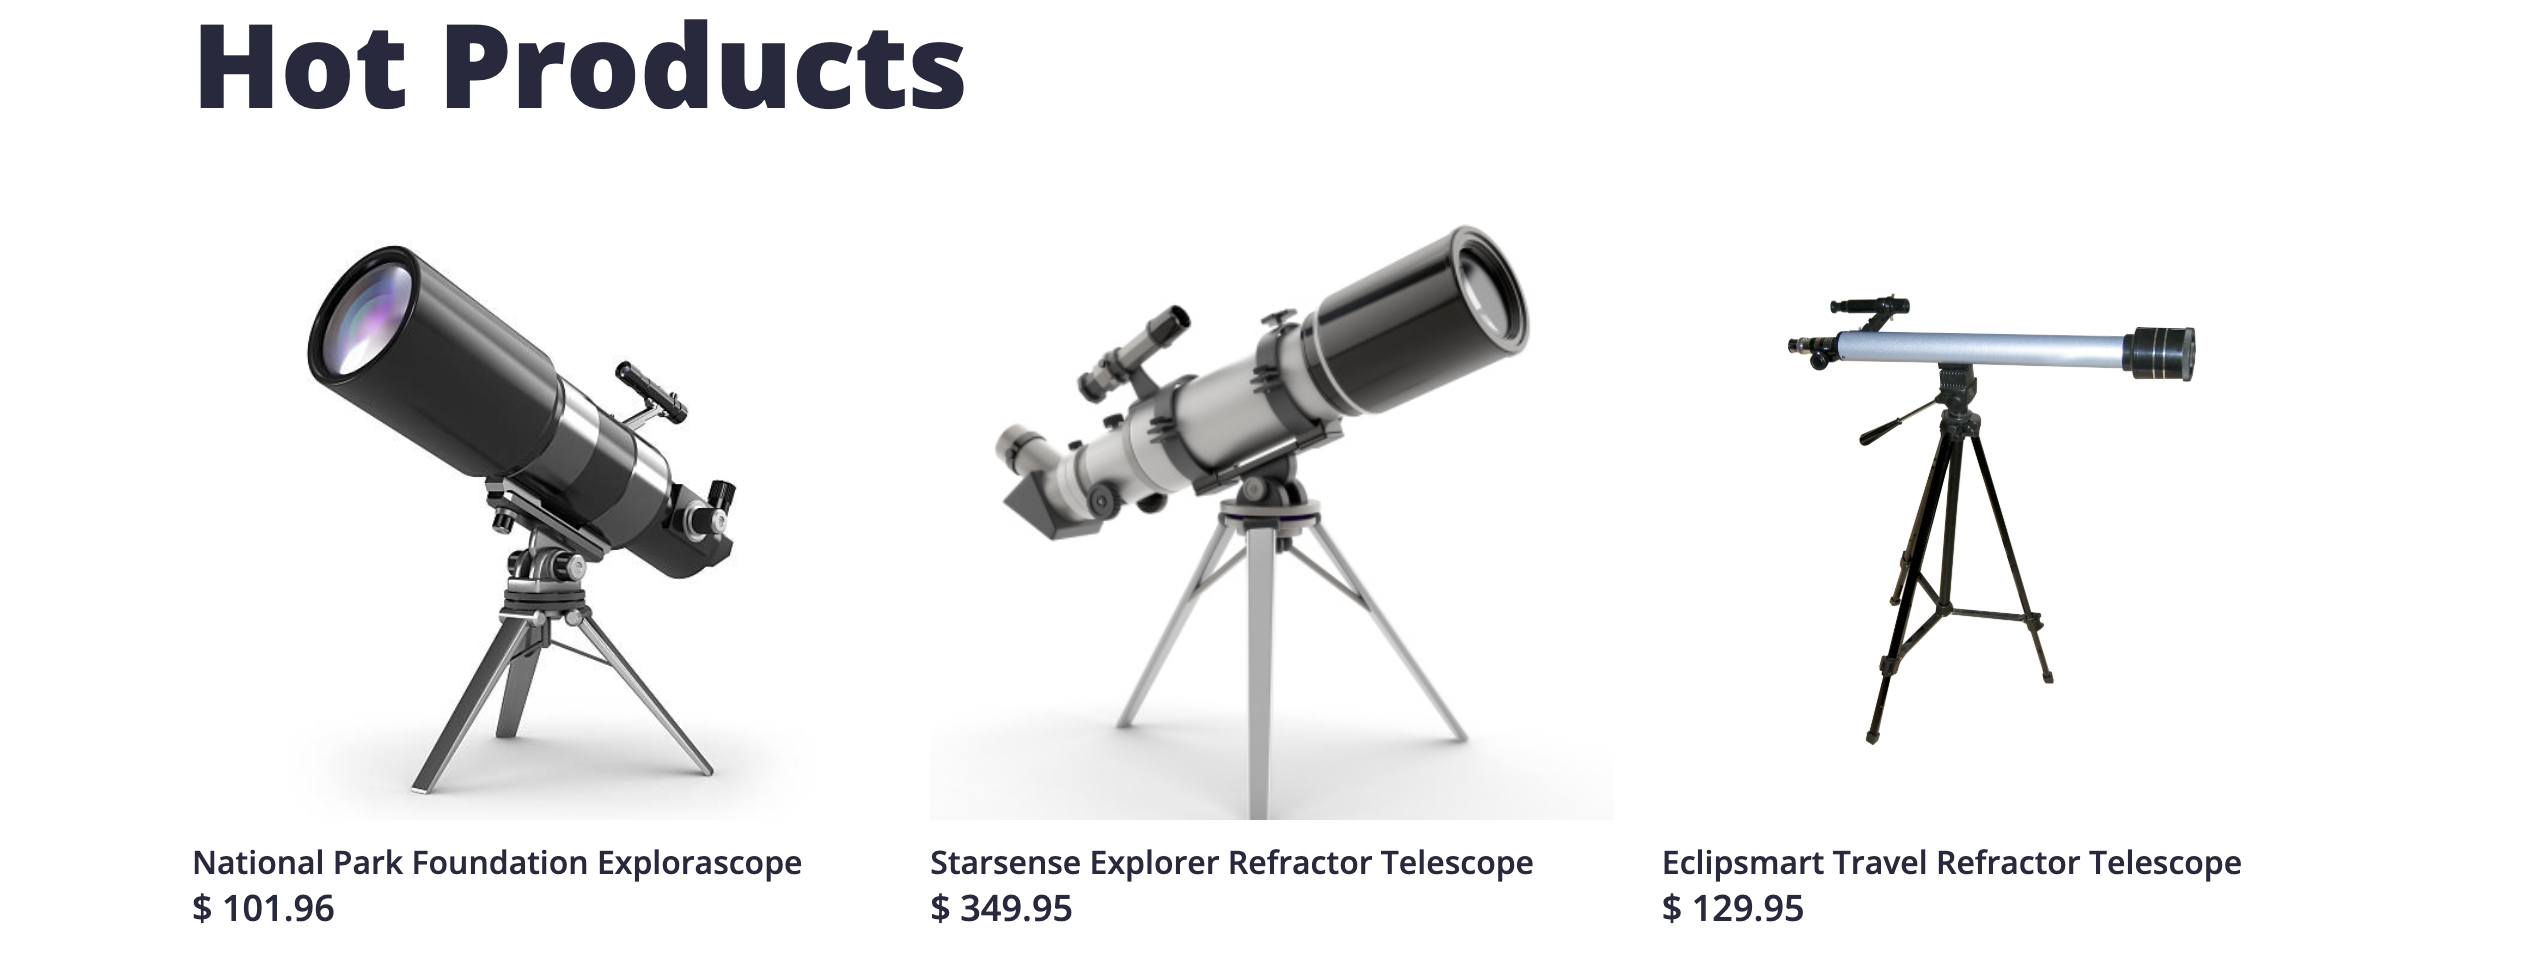 Hot Products
National Park Foundation Explorascope
$ 101.96
Starsense Explorer Refractor Telescope
$ 349.95
Eclipsmart Travel Refractor Telescope
$ 129.95